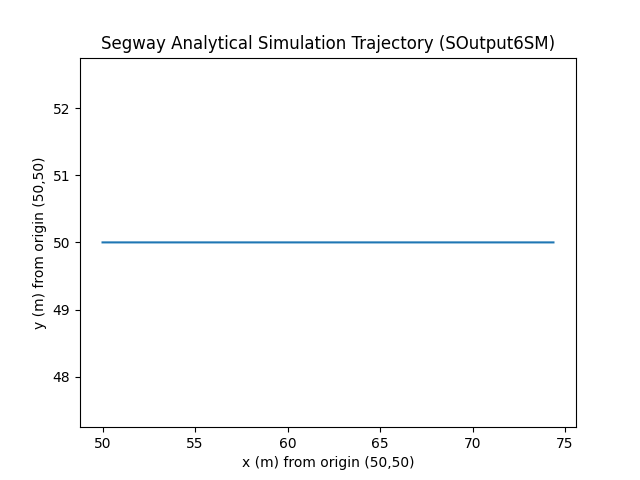 Segway Analytical Simulation Trajectory (SOutput6SM)
52
51
50
49
48
y (m) from origin (50,50)
50 55 60 65 70 75
x (m) from origin (50,50)